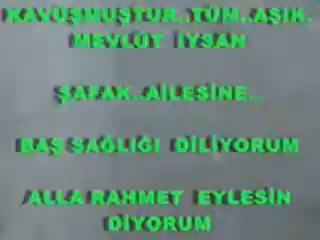 KAVUŞMUŞTUR..TÜM..AŞIK.
MEVLÜT İYSAN
ŞAFAK..AİLESİNE..
BAŞ SAĞLIĞI DİLİYORUM
ALLA RAHMET EYLESİN
DİYORUM